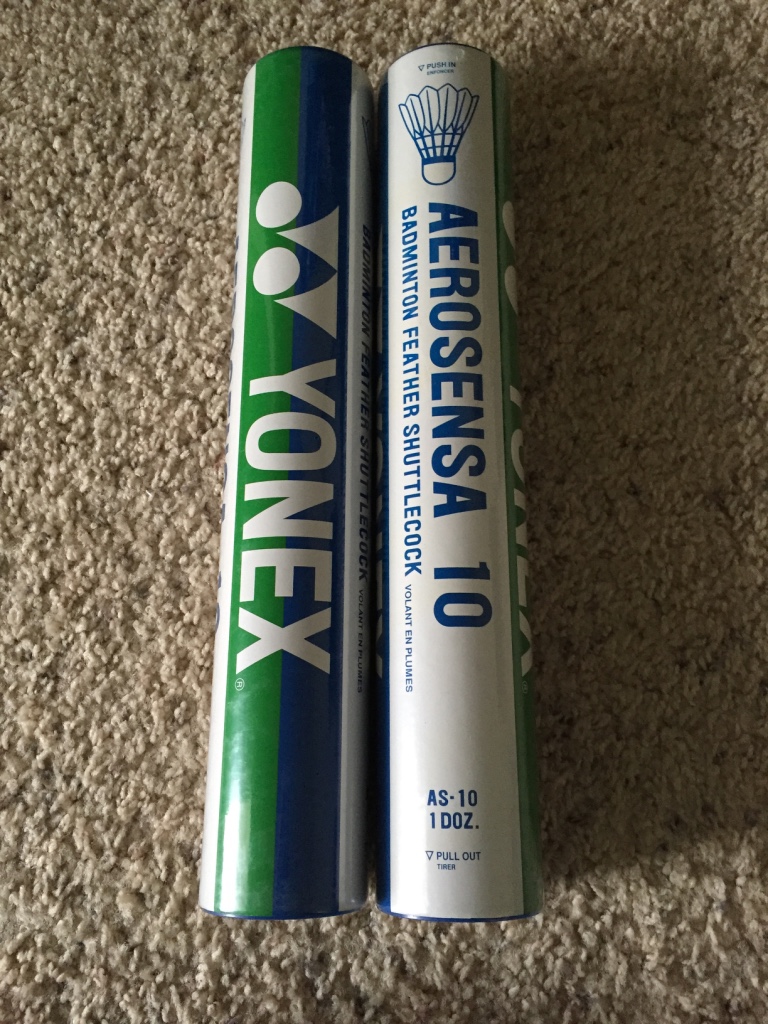 YONEX®
BADMINTON FEATHER SHUTTLECOCK VOLANT EN PLUMES
▽ PUSH IN
ENFONCER
AEROSENSA 10
BADMINTON FEATHER SHUTTLECOCK VOLANT EN PLUMES
AS-10
1 DOZ.
▽ PULL OUT
TIRER
YONEX®